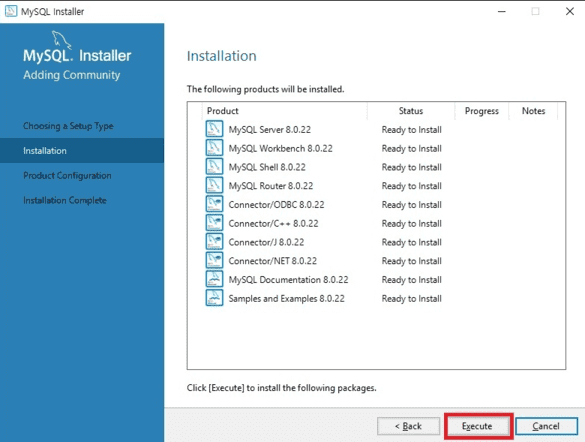 MySQL Installer
MySQL. Installer
Adding Community
Choosing a Setup Type
Installation
Product Configuration
Installation Complete
Installation
The following products will be installed.
Product Status Progress Notes
MySQL Server 8.0.22 Ready to Install
MySQL Workbench 8.0.22 Ready to Install
MySQL Shell 8.0.22 Ready to Install
MySQL Router 8.0.22 Ready to Install
Connector/ODBC 8.0.22 Ready to Install
Connector/C++ 8.0.22 Ready to Install
Connector/J 8.0.22 Ready to Install
Connector/NET 8.0.22 Ready to Install
MySQL Documentation 8.0.22 Ready to Install
Samples and Examples 8.0.22 Ready to Install
Click [Execute] to install the following packages.
< Back Execute Cancel